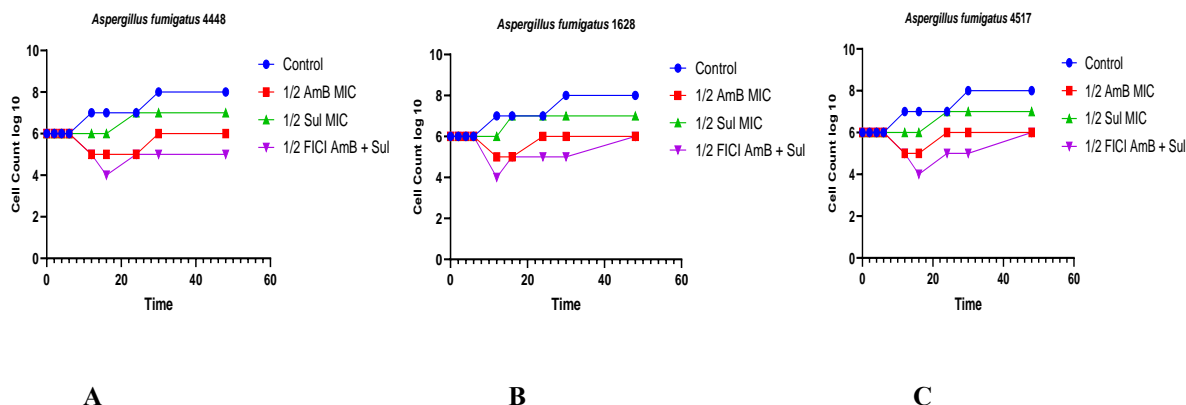 Aspergillus fumigatus 4448
Cell Count log 10
10
8
6
4
2
0
0
20
40
60
Time
Control
1/2 AmB MIC
1/2 Sul MIC
1/2 FICI AmB + Sul
A
Aspergillus fumigatus 1628
Cell Count log 10
10
8
6
4
2
0
0
20
40
60
Time
Control
1/2 AmB MIC
1/2 Sul MIC
1/2 FICI AmB + Sul
B
Aspergillus fumigatus 4517
Cell Count log 10
10
8
6
4
2
0
0
20
40
60
Time
Control
1/2 AmB MIC
1/2 Sul MIC
1/2 FICI AmB + Sul
C